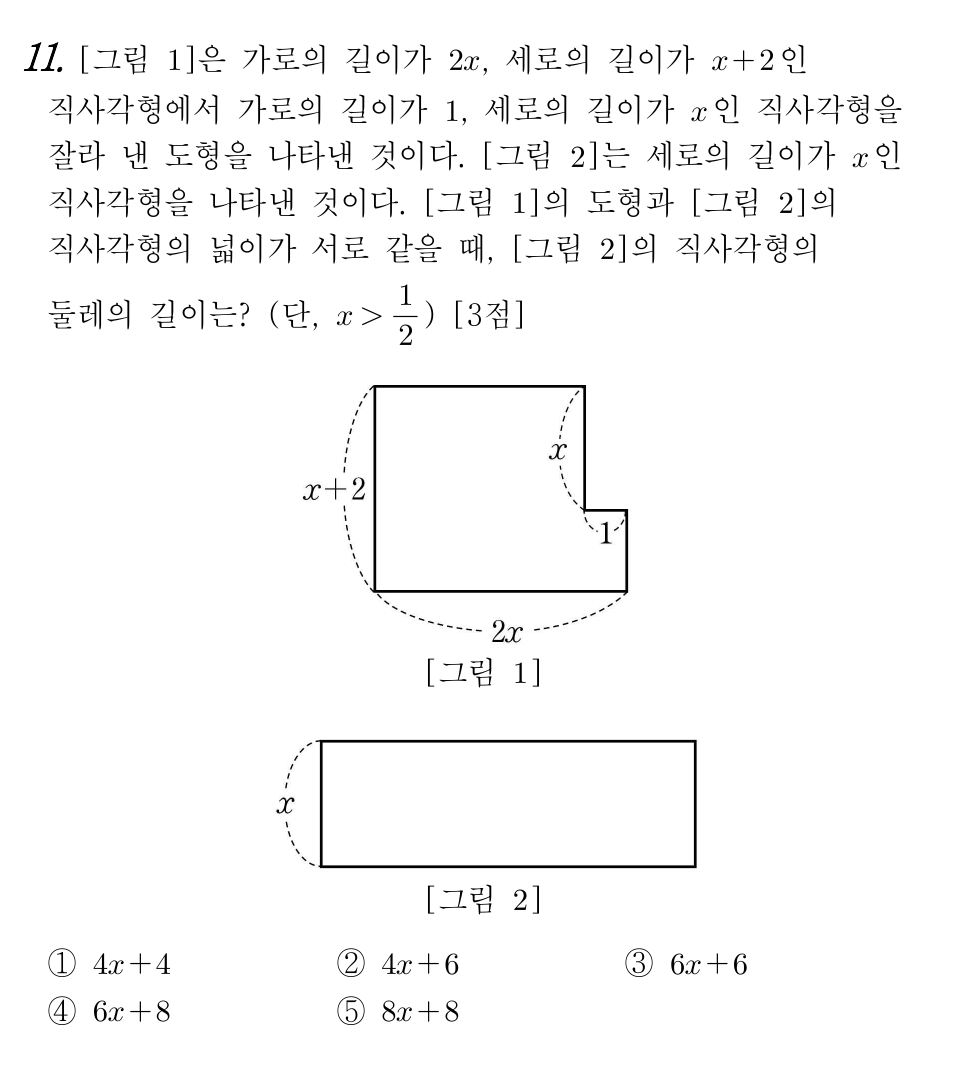 11. [그림 1]은 가로의 길이가 2x, 세로의 길이가 x+2인
직사각형에서 가로의 길이가 1, 세로의 길이가 x인 직사각형을
잘라 낸 도형을 나타낸 것이다. [그림 2]는 세로의 길이가 x인
직사각형을 나타낸 것이다. [그림 1]의 도형과 [그림 2]의
직사각형의 넓이가 서로 같을 때, [그림 2]의 직사각형의
둘레의 길이는? (단, x > 1/2) [3점]
x
x+2
1
2x
[그림 1]
x
[그림 2]
① 4x+4 ② 4x+6 ③ 6x+6
④ 6x+8 ⑤ 8x+8